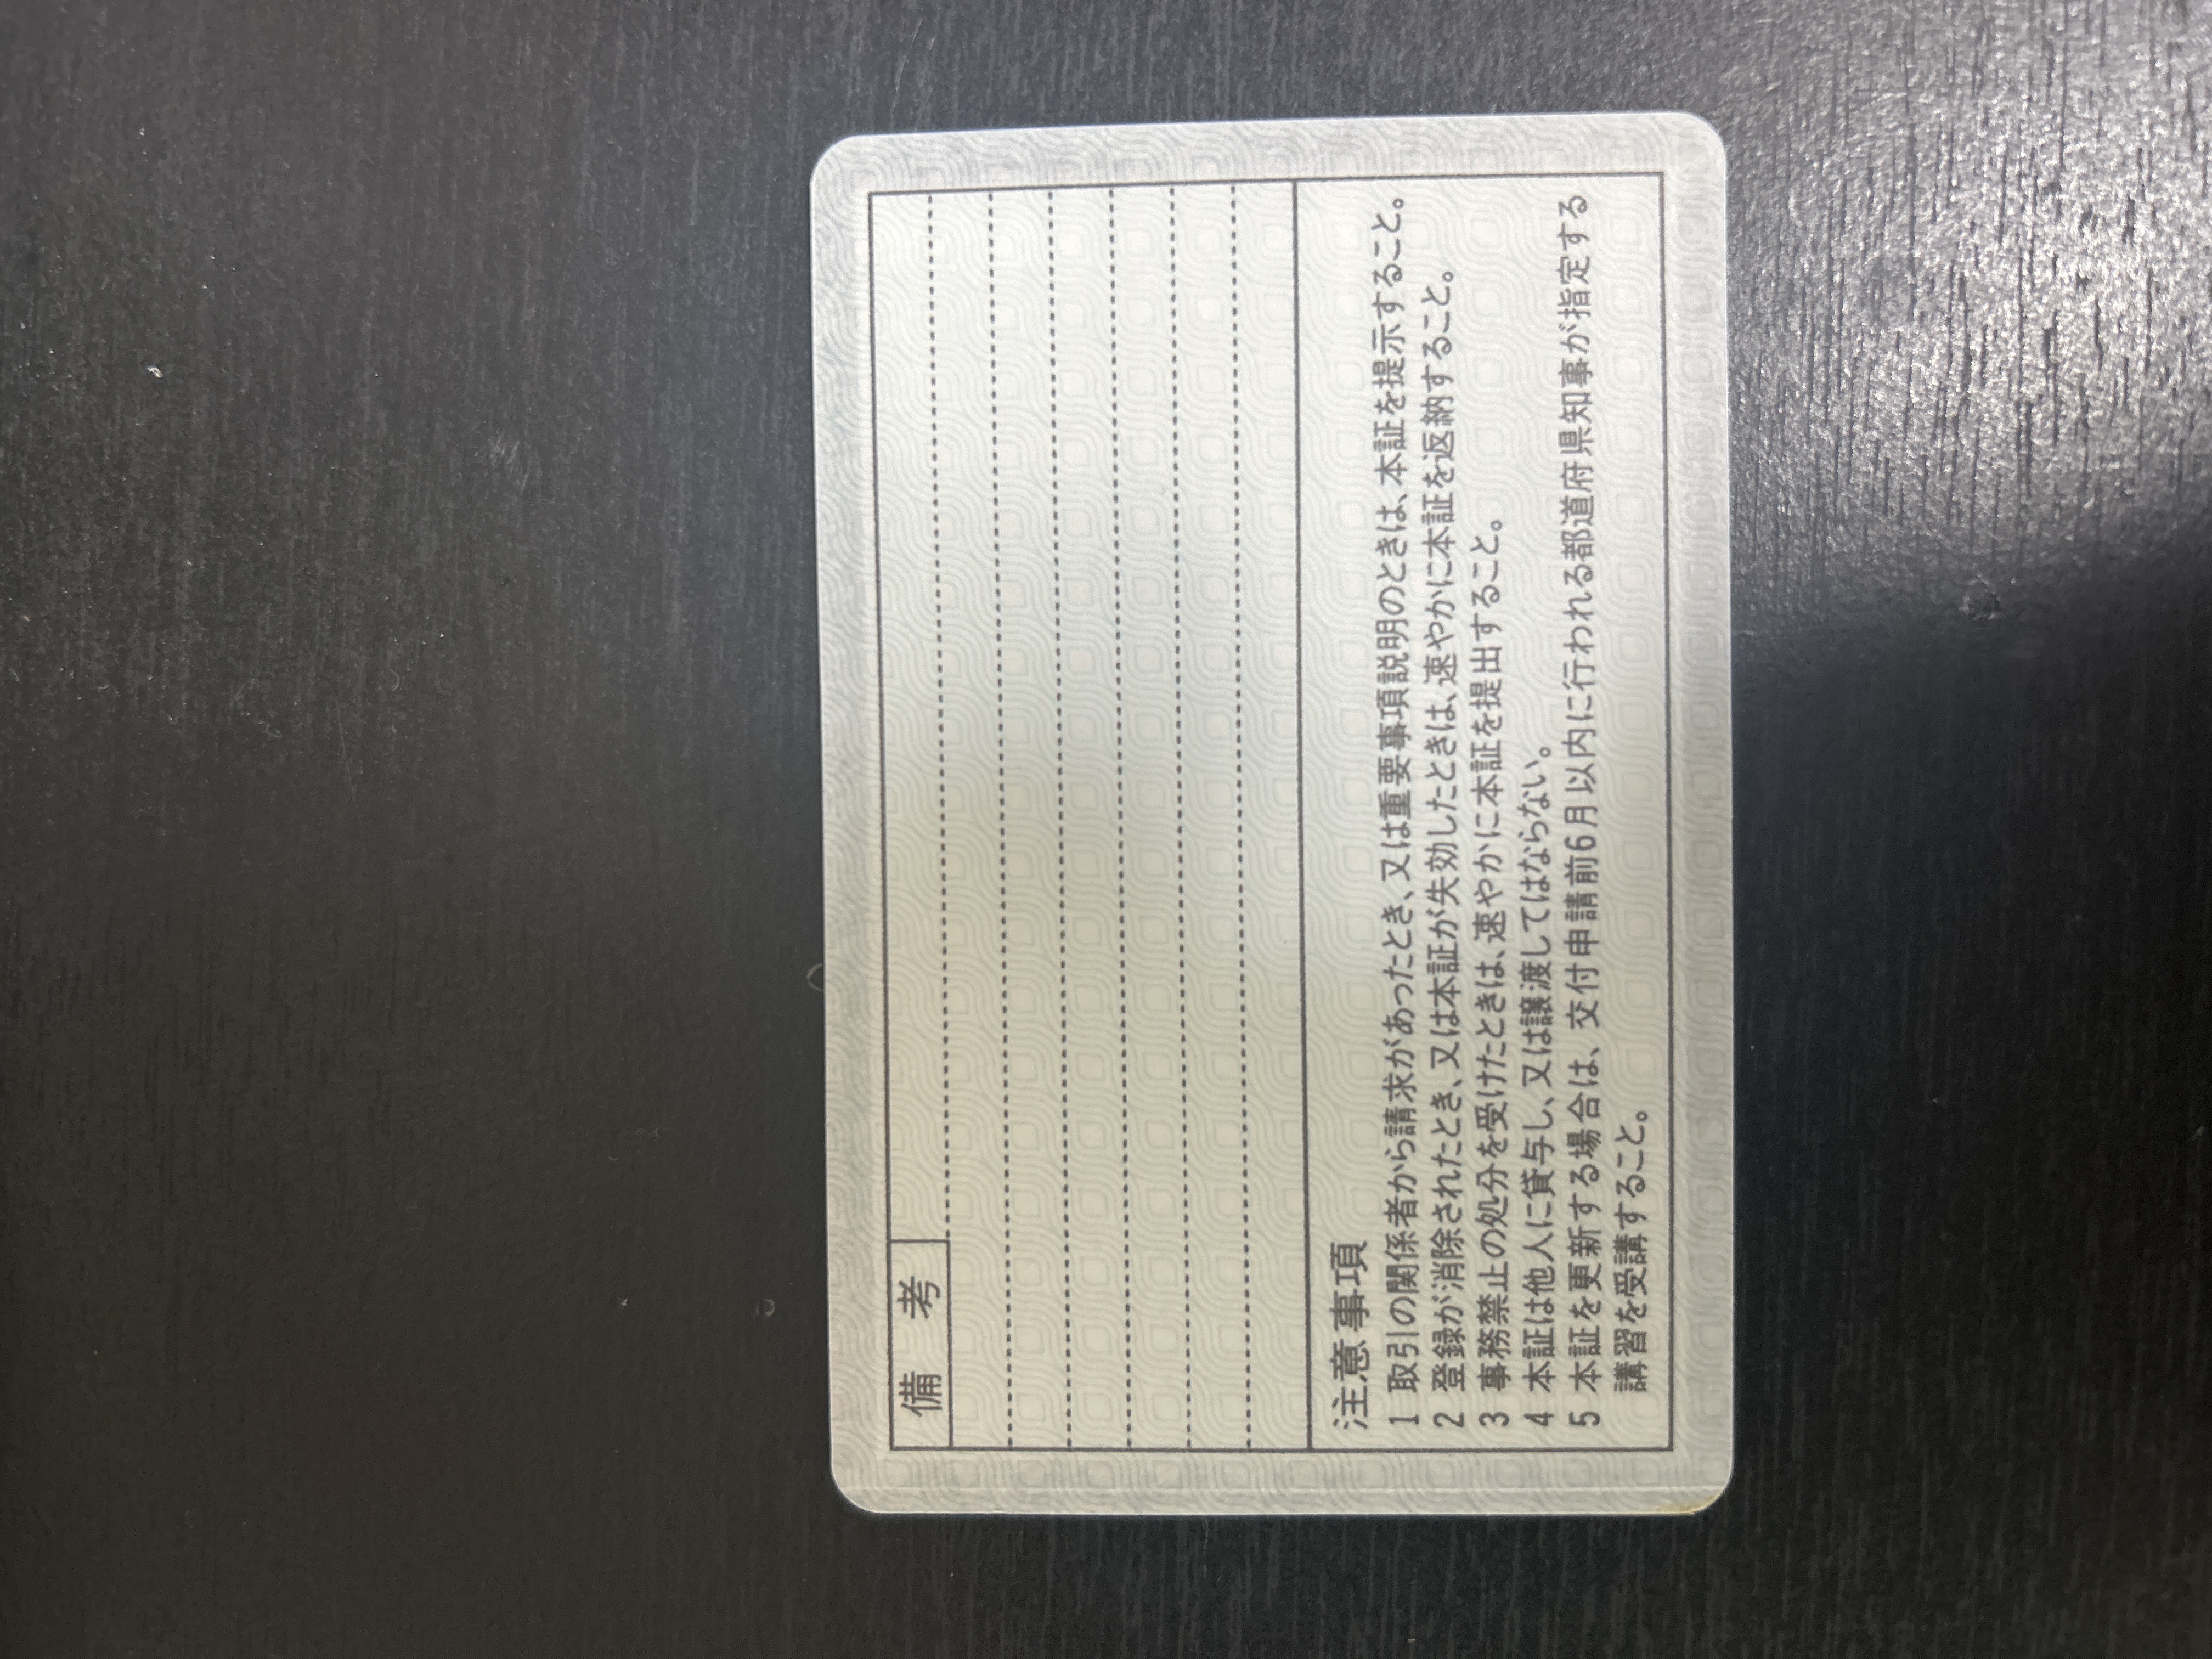 備　考
注意事項
1 取引の関係者から請求があったとき、又は重要事項説明のときは、本証を提示すること。
2 登録が消除されたとき、又は本証が失効したときは、速やかに本証を返納すること。
3 事務禁止の処分を受けたときは、速やかに本証を提出すること。
4 本証は他人に貸与し、又は譲渡してはならない。
5 本証を更新する場合は、交付申請前6月以内に行われる都道府県知事が指定する
講習を受講すること。